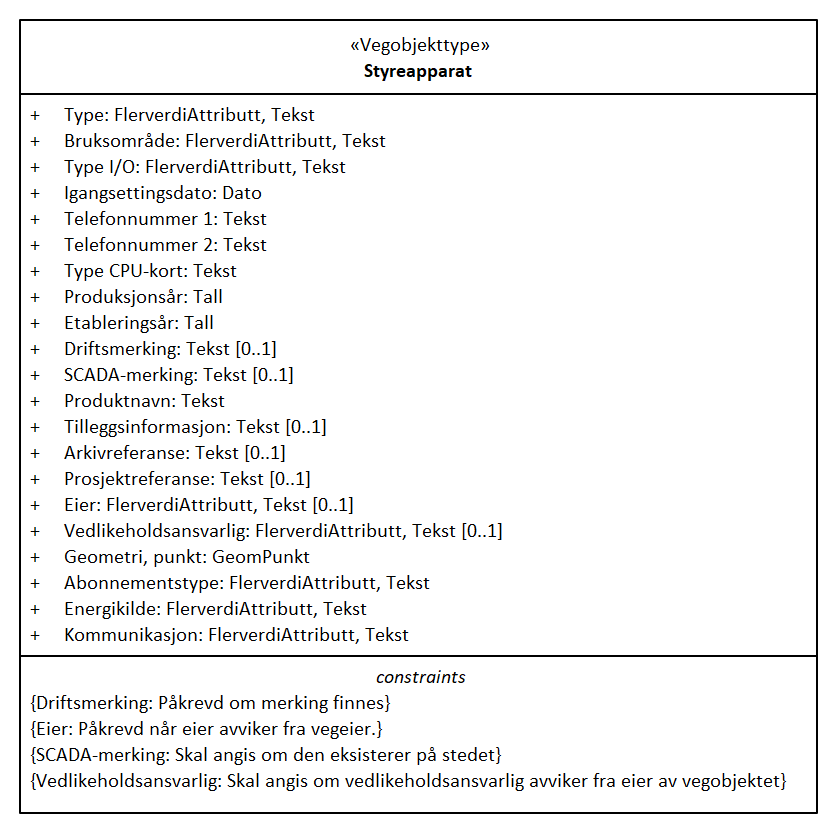 «Vegobjekttype»
Styreapparat
+ Type: FlerverdiAttributt, Tekst
+ Bruksområde: FlerverdiAttributt, Tekst
+ Type I/O: FlerverdiAttributt, Tekst
+ Igangsettingsdato: Dato
+ Telefonnummer 1: Tekst
+ Telefonnummer 2: Tekst
+ Type CPU-kort: Tekst
+ Produksjonsår: Tall
+ Etableringsår: Tall
+ Driftsmerking: Tekst [0..1]
+ SCADA-merking: Tekst [0..1]
+ Produktnavn: Tekst
+ Tilleggsinformasjon: Tekst [0..1]
+ Arkivreferanse: Tekst [0..1]
+ Prosjektreferanse: Tekst [0..1]
+ Eier: FlerverdiAttributt, Tekst [0..1]
+ Vedlikeholdsansvarlig: FlerverdiAttributt, Tekst [0..1]
+ Geometri, punkt: GeomPunkt
+ Abonnementstype: FlerverdiAttributt, Tekst
+ Energikilde: FlerverdiAttributt, Tekst
+ Kommunikasjon: FlerverdiAttributt, Tekst
constraints
{Driftsmerking: Påkrevd om merking finnes}
{Eier: Påkrevd når eier avviker fra vegeier.}
{SCADA-merking: Skal angis om den eksisterer på stedet}
{Vedlikeholdsansvarlig: Skal angis om vedlikeholdsansvarlig avviker fra eier av vegobjektet}